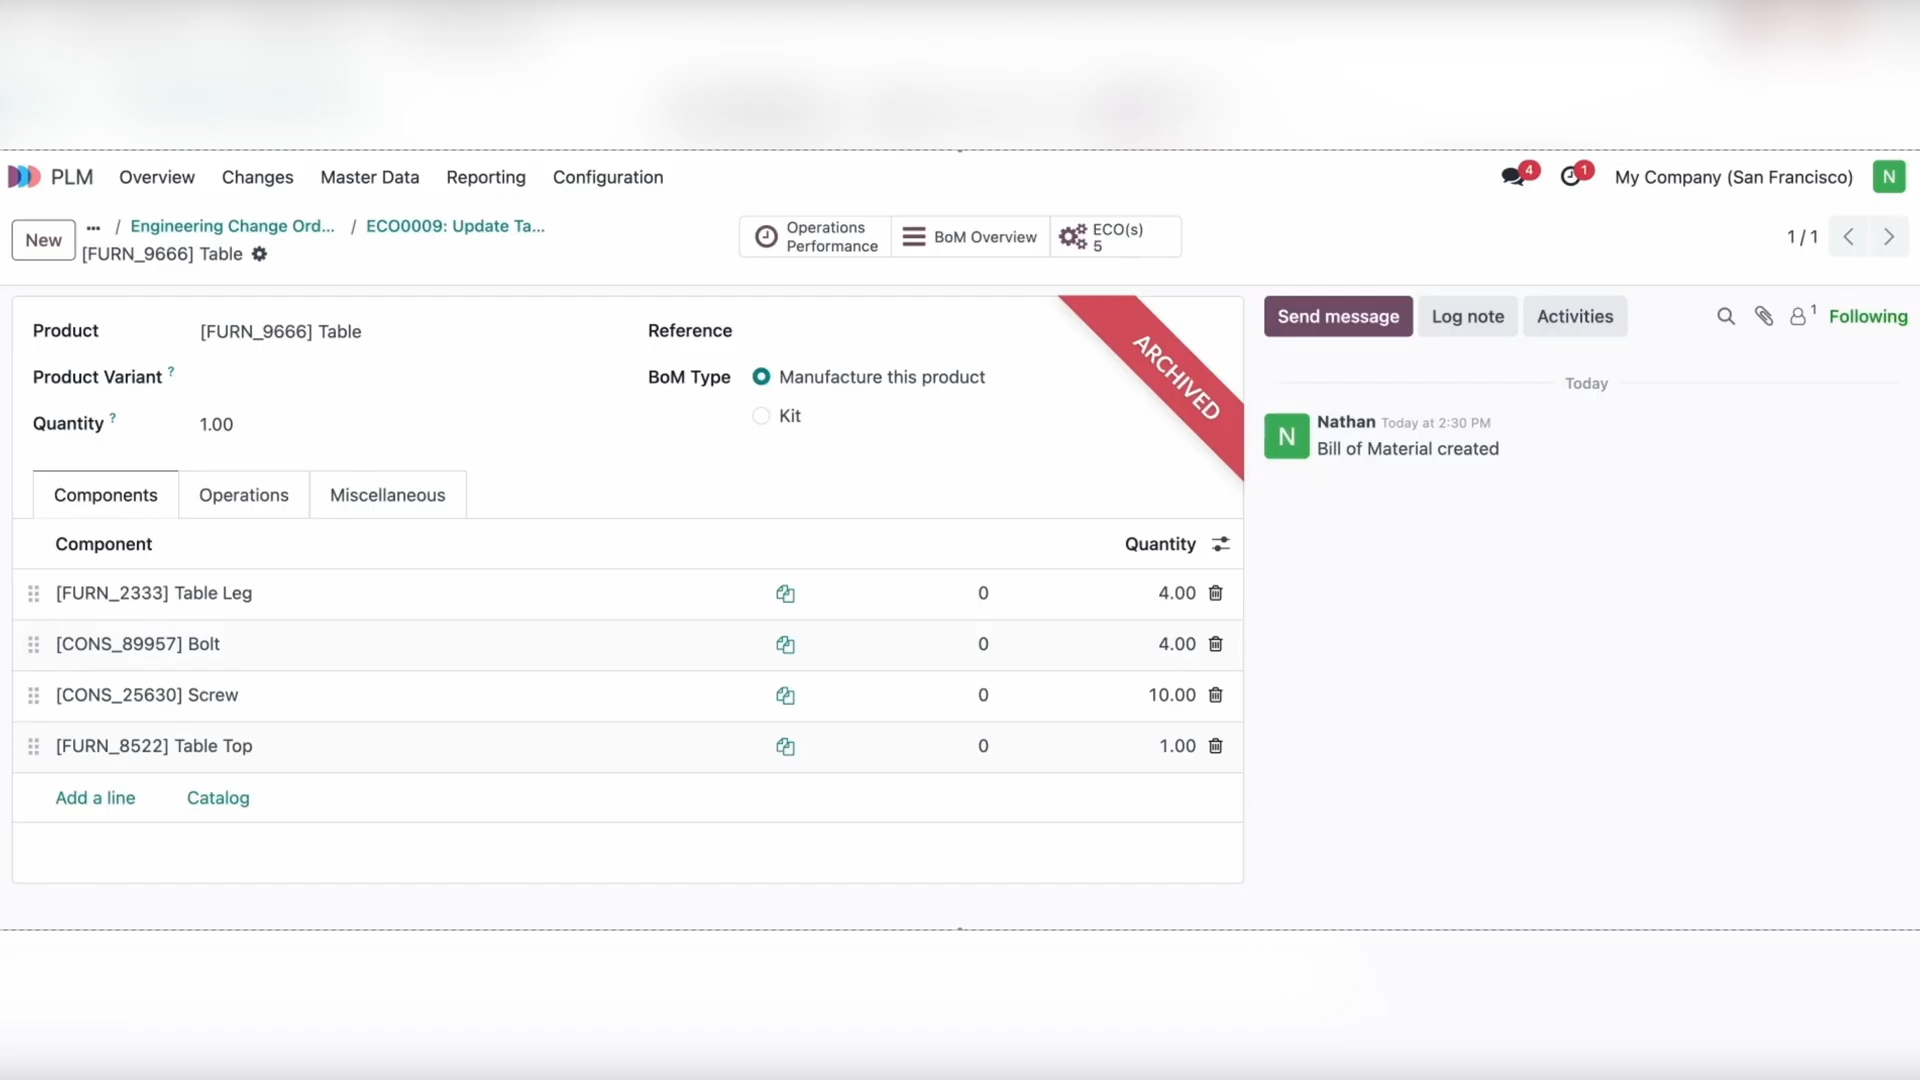 PLM Overview Changes Master Data Reporting Configuration 4 1 My Company (San Francisco) N
New ... / Engineering Change Ord... / ECO0009: Update Ta...
[FURN_9666] Table
Operations Performance
BoM Overview
ECO(s) 5
1 / 1
Product [FURN_9666] Table
Product Variant ?
Quantity ? 1.00
Reference
BoM Type Manufacture this product
Kit
ARCHIVED
Components Operations Miscellaneous
Component Quantity
[FURN_2333] Table Leg 0 4.00
[CONS_89957] Bolt 0 4.00
[CONS_25630] Screw 0 10.00
[FURN_8522] Table Top 0 1.00
Add a line Catalog
Send message Log note Activities 1 Following
Today
N Nathan Today at 2:30 PM
Bill of Material created